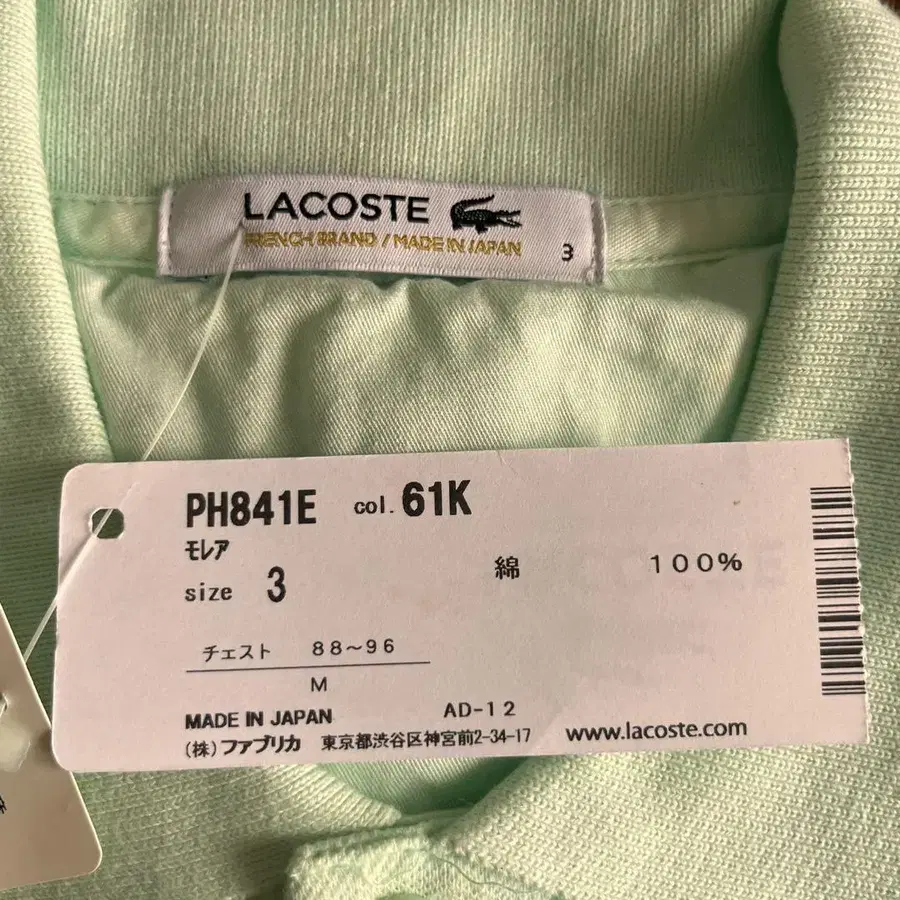 LACOSTE
FRENCH BRAND / MADE IN JAPAN
3
PH841E col. 61K
モレア
size 3
綿 100%
チェスト 88~96
M
MADE IN JAPAN AD-12
(株)ファブリカ 東京都渋谷区神宮前2-34-17 www.lacoste.com